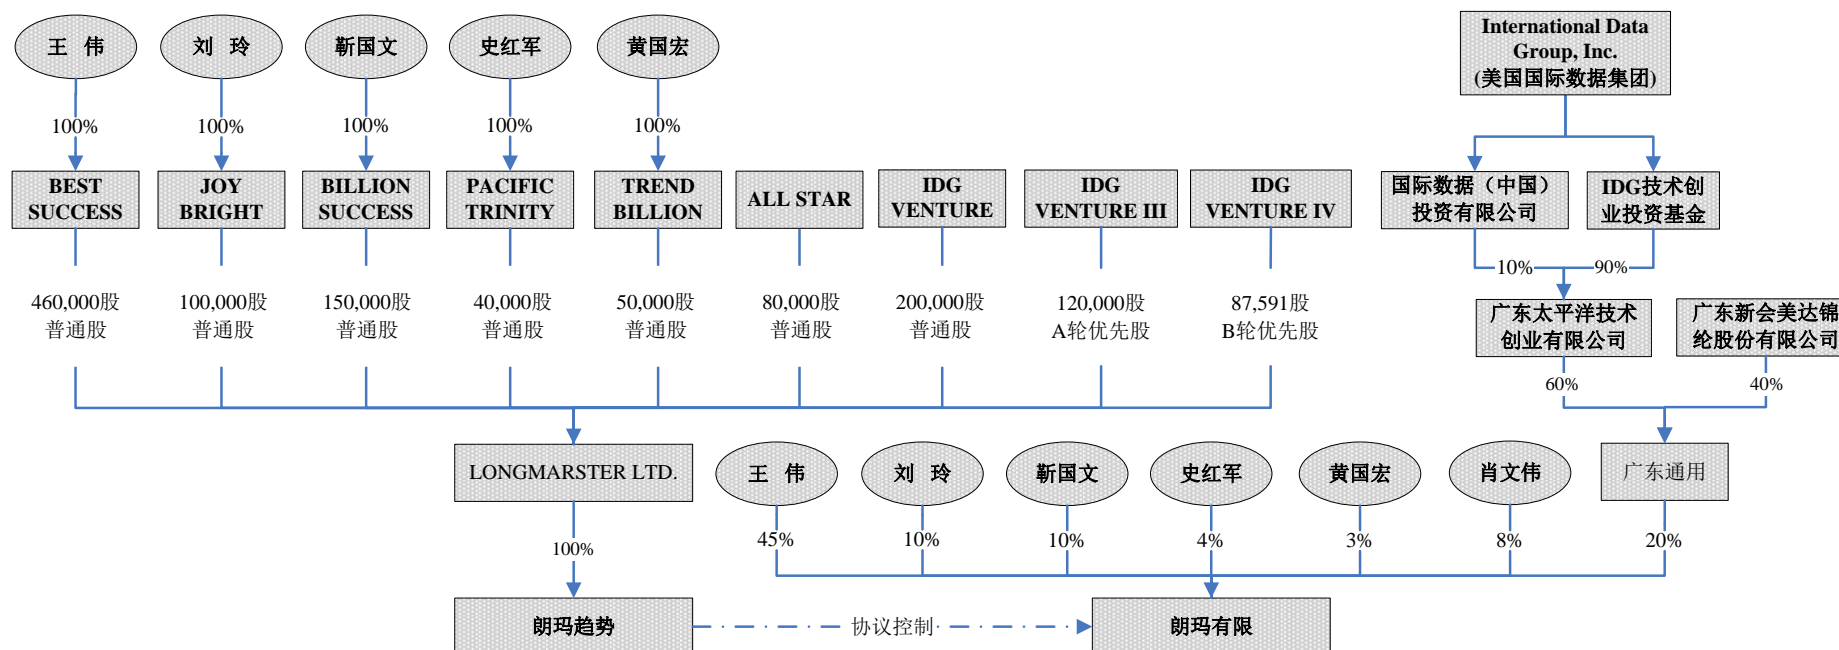 王 伟
刘 玲
靳国文
史红军
黄国宏
International Data
Group, Inc.
(美国国际数据集团)
100%
100%
100%
100%
100%
BEST
SUCCESS
JOY
BRIGHT
BILLION
SUCCESS
PACIFIC
TRINITY
TREND
BILLION
ALL STAR
IDG
VENTURE
IDG
VENTURE III
IDG
VENTURE IV
国际数据（中国）
投资有限公司
IDG技术创
业投资基金
10%
90%
460,000股
普通股
100,000股
普通股
150,000股
普通股
40,000股
普通股
50,000股
普通股
80,000股
普通股
200,000股
普通股
120,000股
A轮优先股
87,591股
B轮优先股
广东太平洋技术
创业有限公司
广东新会美达锦
纶股份有限公司
60%
40%
LONGMARSTER LTD.
王 伟
刘 玲
靳国文
史红军
黄国宏
肖文伟
广东通用
100%
45%
10%
10%
4%
3%
8%
20%
朗玛趋势
协议控制
朗玛有限